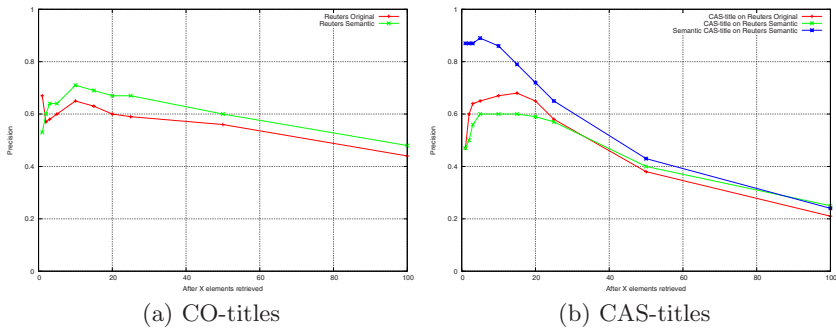 1
0.8
0.6
0.4
0.2
0
0
20
40
60
80
100
Precision
After X elements retrieved
Reuters Original
Reuters Semantic
(a) CO-titles
1
0.8
0.6
0.4
0.2
0
0
20
40
60
80
100
Precision
After X elements retrieved
CAS-title on Reuters Original
CAS-title on Reuters Semantic
Semantic CAS-title on Reuters Semantic
(b) CAS-titles